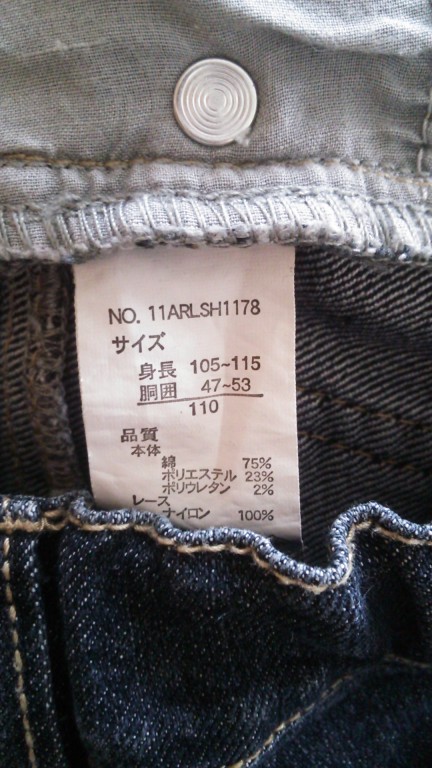 NO. 11ARLSH1178
サイズ
身長 105~115
胴囲 47~53
110
品質
本体
綿 75%
ポリエステル 23%
ポリウレタン 2%
レース
ナイロン 100%